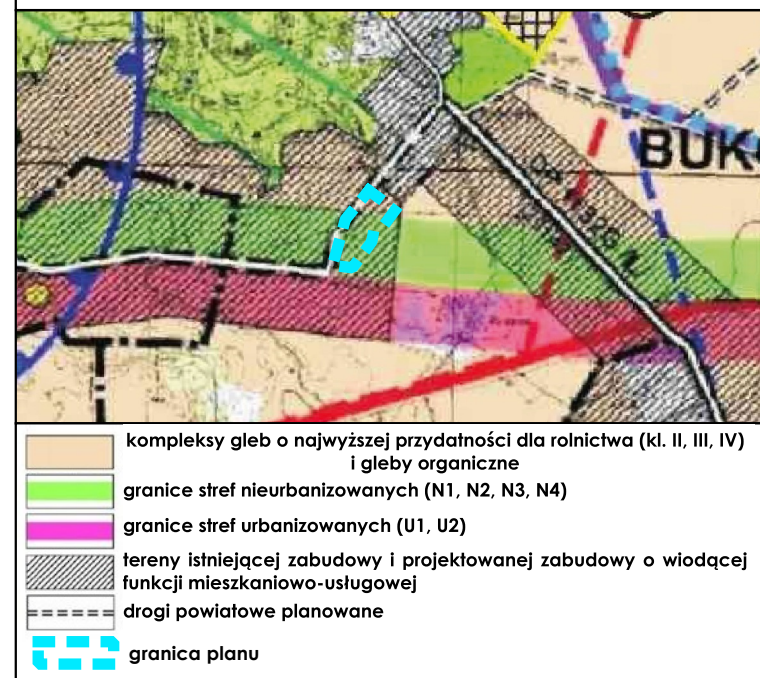 BUK
kompleksy gleb o najwyższej przydatności dla rolnictwa (kl. II, III, IV)
i gleby organiczne
granice stref nieurbanizowanych (N1, N2, N3, N4)
granice stref urbanizowanych (U1, U2)
tereny istniejącej zabudowy i projektowanej zabudowy o wiodącej
funkcji mieszkaniowo-usługowej
drogi powiatowe planowane
granica planu